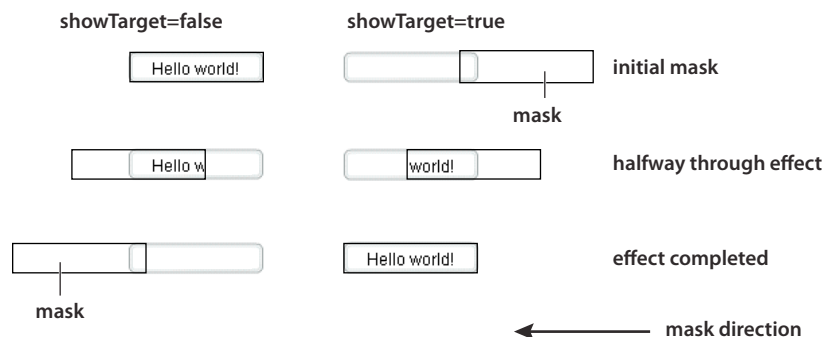 showTarget=false showTarget=true
Hello world! initial mask
mask
Hello w world! halfway through effect
Hello world! effect completed
mask
mask direction